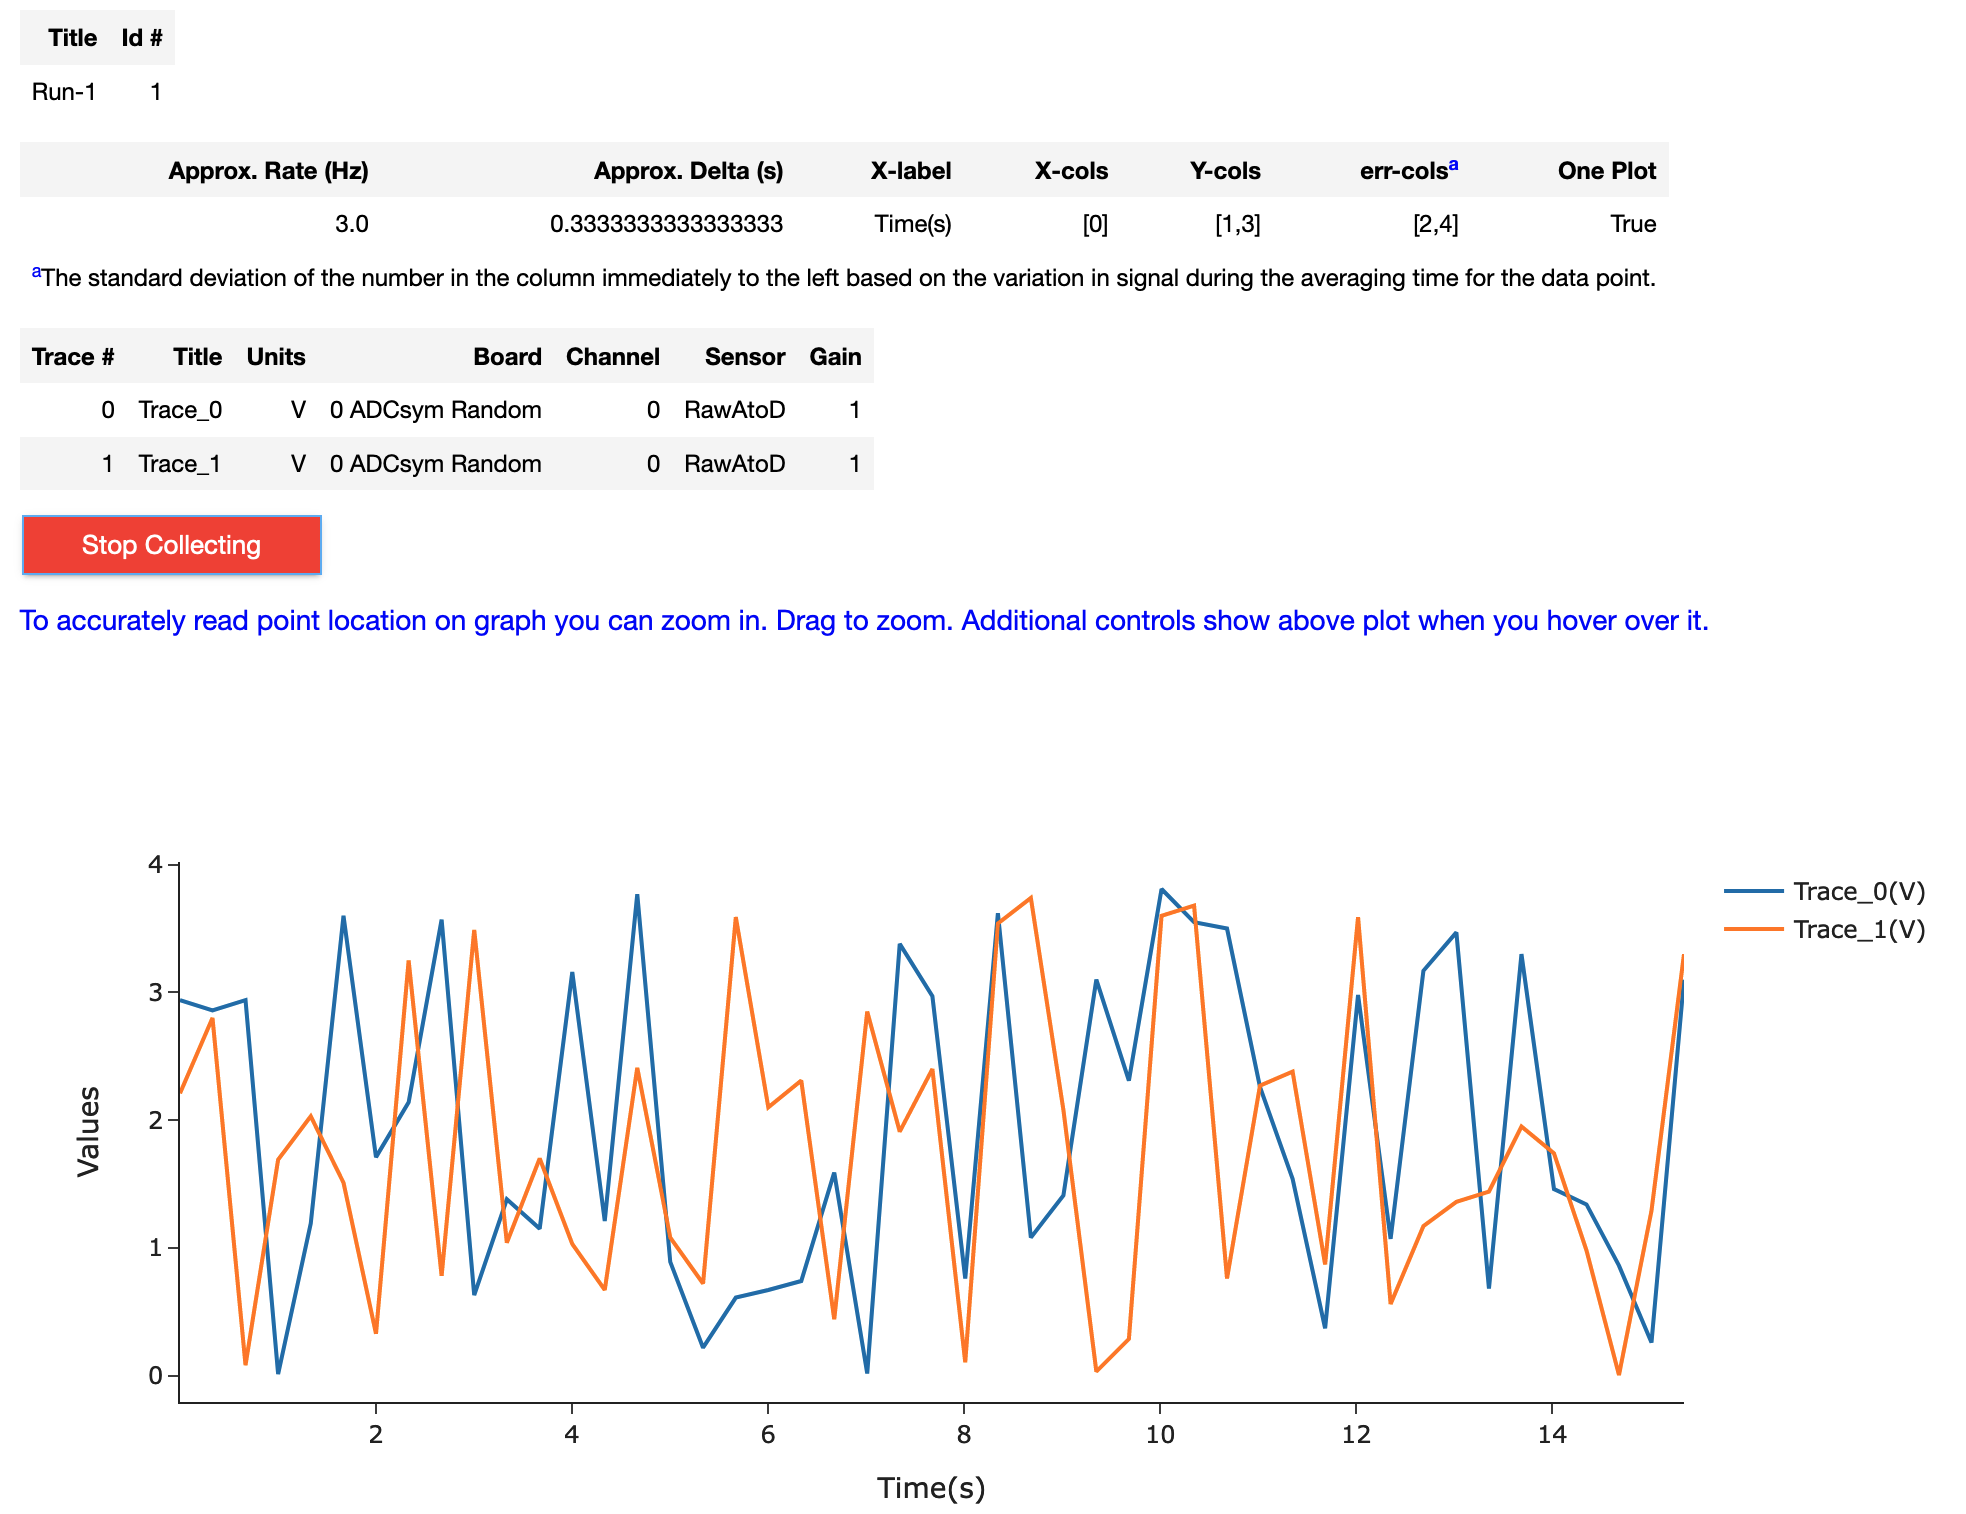 Title Id #
Run-1 1
Approx. Rate (Hz) Approx. Delta (s) X-label X-cols Y-cols err-colsa One Plot
3.0 0.3333333333333333 Time(s) [0] [1,3] [2,4] True
aThe standard deviation of the number in the column immediately to the left based on the variation in signal during the averaging time for the data point.
Trace # Title Units Board Channel Sensor Gain
0 Trace_0 V 0 ADCsym Random 0 RawAtoD 1
1 Trace_1 V 0 ADCsym Random 0 RawAtoD 1
Stop Collecting
To accurately read point location on graph you can zoom in. Drag to zoom. Additional controls show above plot when you hover over it.
4
3
2
1
0
Values
Trace_0(V)
Trace_1(V)
2 4 6 8 10 12 14
Time(s)